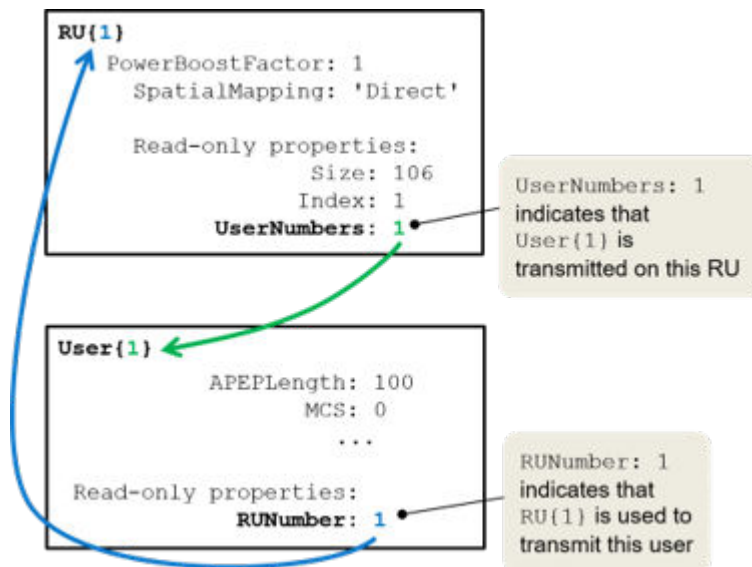 RU{1}
PowerBoostFactor: 1
SpatialMapping: 'Direct'
Read-only properties:
Size: 106
Index: 1
UserNumbers: 1
UserNumbers: 1
indicates that
User{1} is
transmitted on this RU
User{1}
APEPLength: 100
MCS: 0
...
Read-only properties:
RUNumber: 1
RUNumber: 1
indicates that
RU{1} is used to
transmit this user